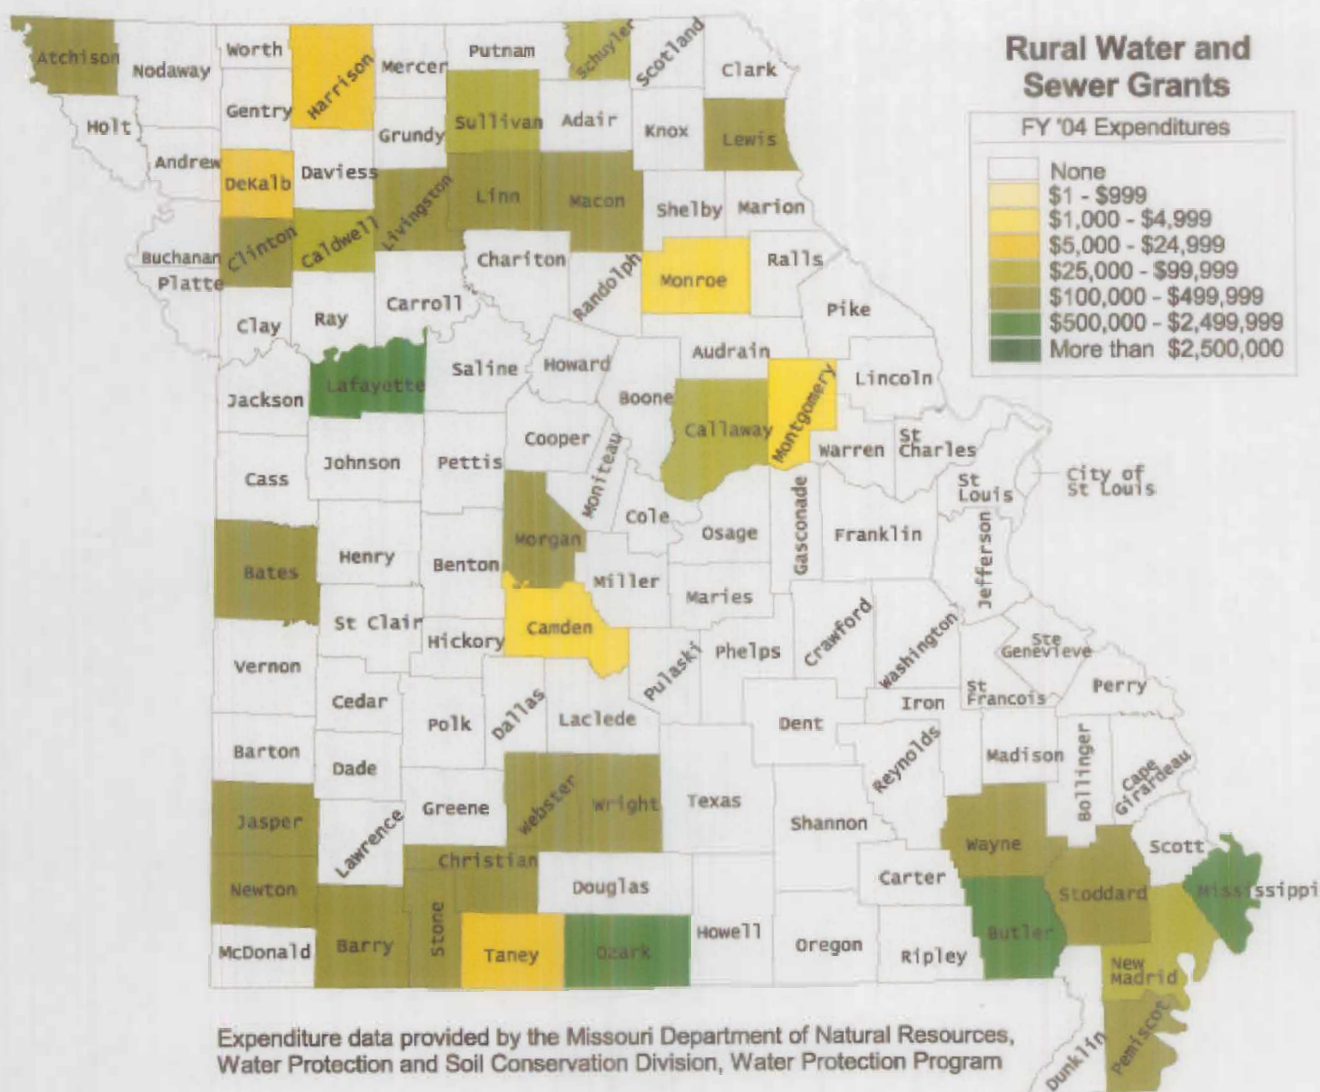 Rural Water and
Sewer Grants
FY '04 Expenditures
None
$1 - $999
$1,000 - $4,999
$5,000 - $24,999
$25,000 - $99,999
$100,000 - $499,999
$500,000 - $2,499,999
More than $2,500,000
Atchison
Nodaway
Worth
Harrison
Mercer
Putnam
Schuyler
Scotland
Clark
Holt
Gentry
Grundy
Sullivan
Adair
Knox
Lewis
Andrew
DeKalb
Daviess
Livingston
Linn
Macon
Shelby
Marion
Buchanan
Clinton
Caldwell
Chariton
Randolph
Monroe
Ralls
Platte
Clay
Ray
Carroll
Pike
Jackson
Lafayette
Saline
Howard
Boone
Audrain
Callaway
Montgomery
Lincoln
Cass
Johnson
Pettis
Cooper
Moniteau
Warren
St
Charles
St
Louis
City of
St Louis
Bates
Henry
Benton
Morgan
Cole
Osage
Gasconade
Franklin
Jefferson
Miller
Maries
St Clair
Hickory
Camden
Pulaski
Phelps
Crawford
Washington
Ste
Genevieve
Vernon
Cedar
Polk
Dallas
Laclede
Dent
Iron
St
Francois
Perry
Barton
Dade
Greene
Webster
Wright
Texas
Reynolds
Madison
Bollinger
Cape
Girardeau
Jasper
Lawrence
Christian
Shannon
Wayne
Scott
Newton
Douglas
Carter
Stoddard
Mississippi
McDonald
Barry
Stone
Taney
Ozark
Howell
Oregon
Ripley
Butler
New
Madrid
Dunklin
Pemiscot
Expenditure data provided by the Missouri Department of Natural Resources,
Water Protection and Soil Conservation Division, Water Protection Program